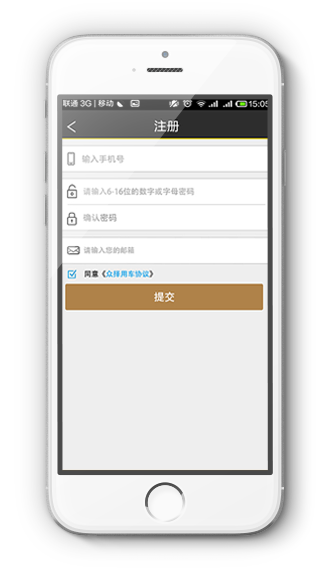 联通 3G | 移动 15:05
注册
输入手机号
请输入6-16位的数字或字母密码
确认密码
请输入您的邮箱
同意《众择用车协议》
提交